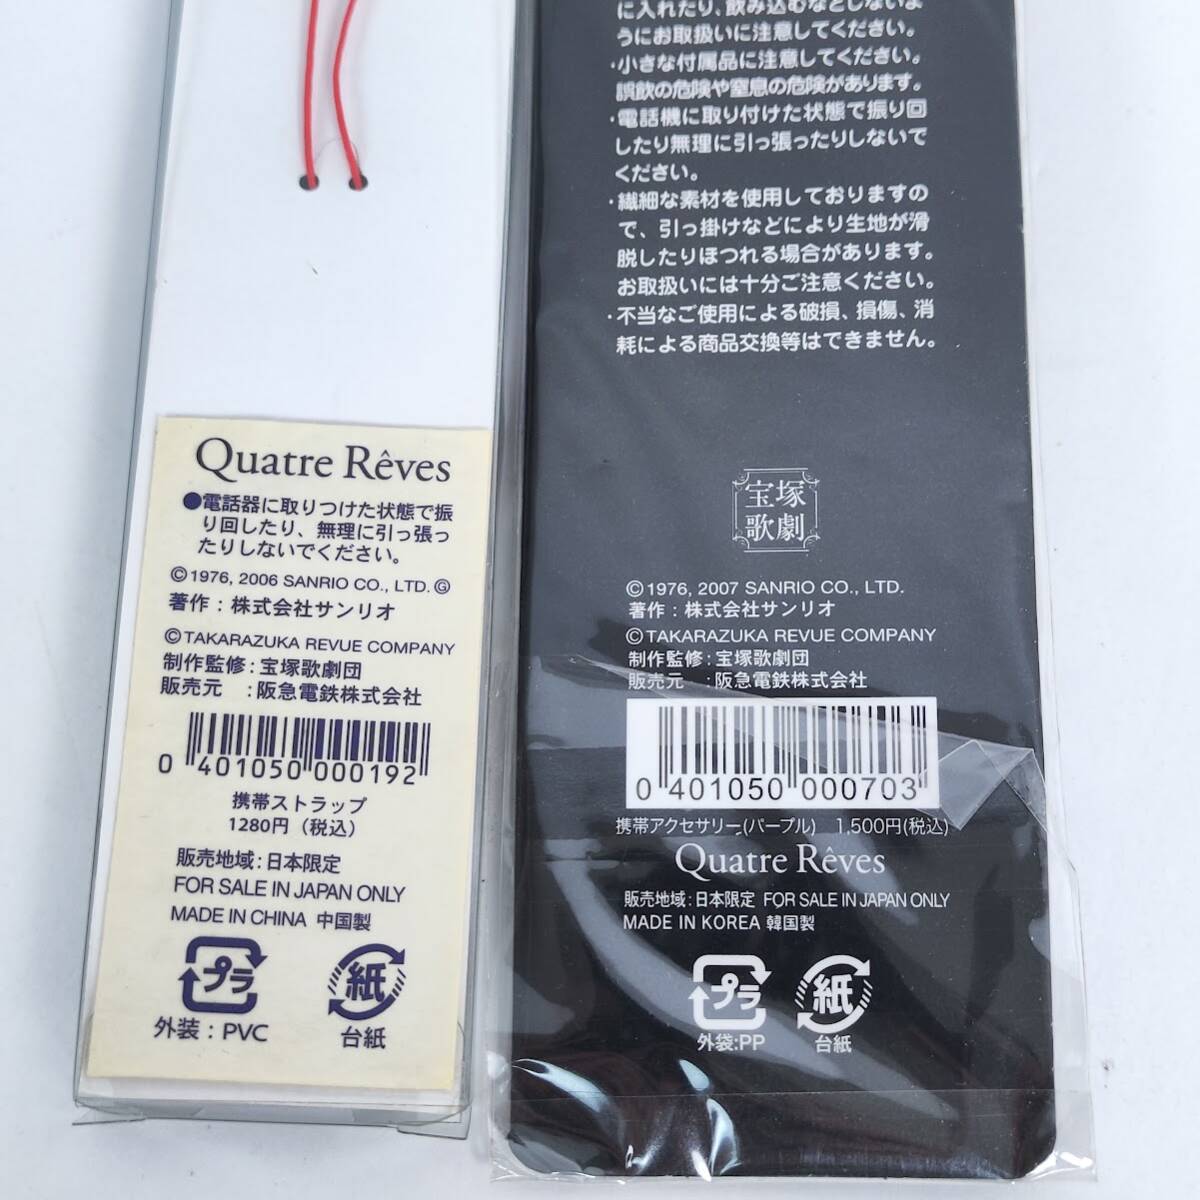 Quatre Rêves
●電話器に取りつけた状態で振
り回したり、無理に引っ張っ
たりしないでください。
©1976, 2006 SANRIO CO., LTD. Ⓖ
著作：株式会社サンリオ
©TAKARAZUKA REVUE COMPANY
制作監修：宝塚歌劇団
販売元　：阪急電鉄株式会社
0 401050 000192
携帯ストラップ
1280円（税込）
販売地域：日本限定
FOR SALE IN JAPAN ONLY
MADE IN CHINA 中国製
プラ 紙
外装：PVC 台紙
に入れたり、飲み込むなどしないよ
うにお取扱いに注意してください。
・小さな付属品に注意してください。
誤飲の危険や窒息の危険があります。
・電話機に取り付けた状態で振り回
したり無理に引っ張ったりしないで
ください。
・繊細な素材を使用しておりますの
で、引っ掛けなどにより生地が滑
脱したりほつれる場合があります。
お取扱いには十分ご注意ください。
・不当なご使用による破損、損傷、消
耗による商品交換等はできません。
宝塚
歌劇
©1976, 2007 SANRIO CO., LTD.
著作：株式会社サンリオ
©TAKARAZUKA REVUE COMPANY
制作監修：宝塚歌劇団
販売元　：阪急電鉄株式会社
0 401050 000703
携帯アクセサリー(パープル)　1,500円(税込)
Quatre Rêves
販売地域：日本限定 FOR SALE IN JAPAN ONLY
MADE IN KOREA 韓国製
プラ 紙
外袋:PP 台紙